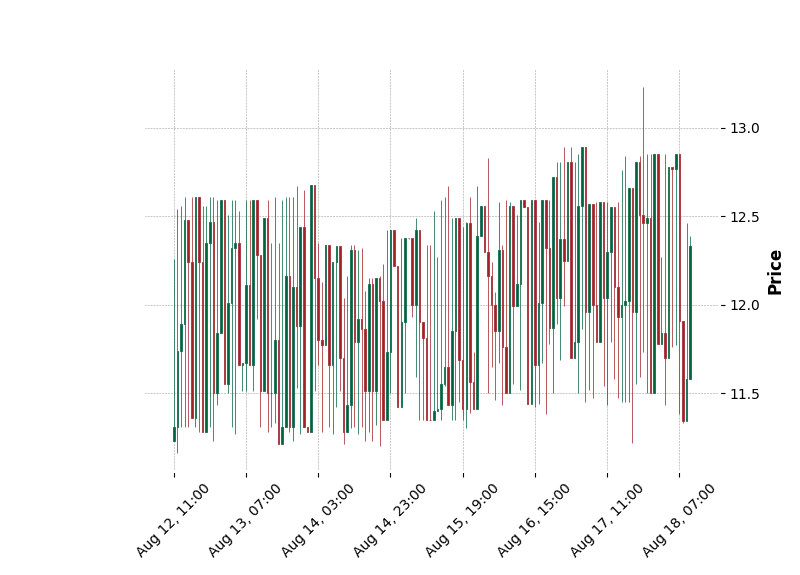 13.0
12.5
12.0
11.5
Price
Aug 12, 11:00
Aug 13, 07:00
Aug 14, 03:00
Aug 14, 23:00
Aug 15, 19:00
Aug 16, 15:00
Aug 17, 11:00
Aug 18, 07:00